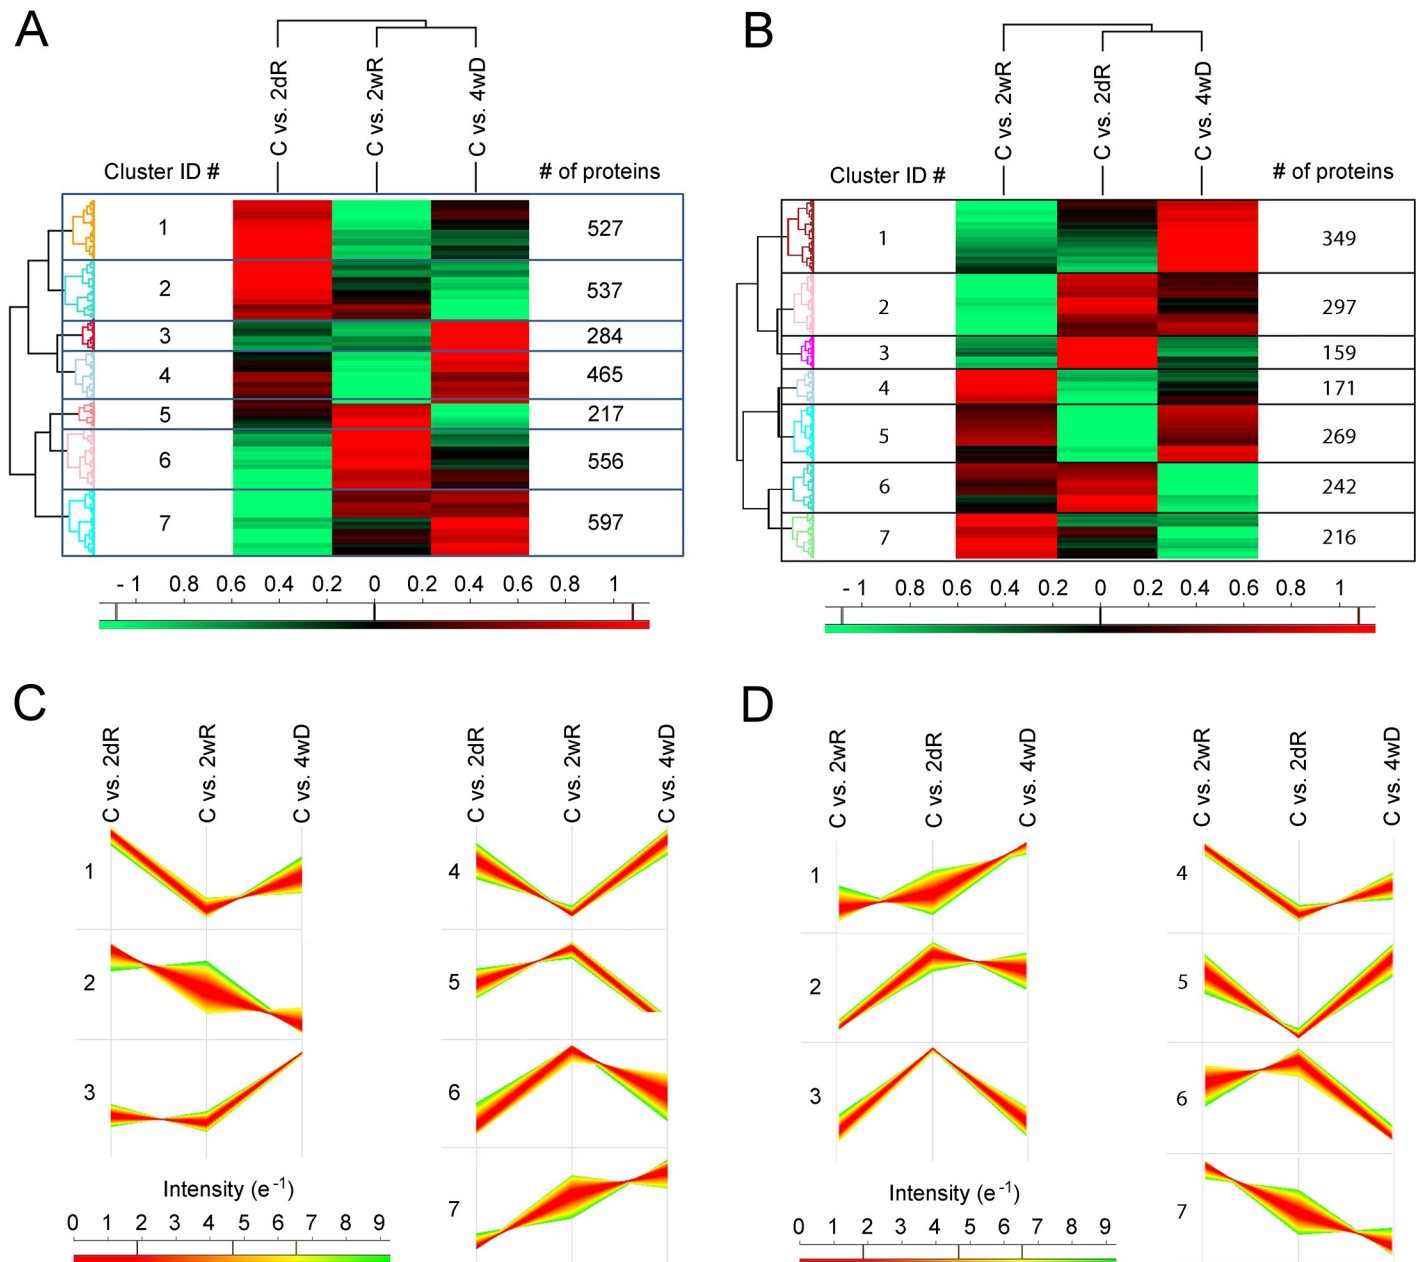 A
C vs. 2dR
C vs. 2wR
C vs. 4wD
Cluster ID #
# of proteins
1 527
2 537
3 284
4 465
5 217
6 556
7 597
- 1 0.8 0.6 0.4 0.2 0 0.2 0.4 0.6 1
B
C vs. 2wR
C vs. 2dR
C vs. 4wD
Cluster ID #
# of proteins
1 349
2 297
3 159
4 171
5 269
6 242
7 216
- 1 0.8 0.6 0.4 0.2 0 0.2 0.4 0.6 1
C
C vs. 2dR
C vs. 2wR
C vs. 4wD
1
2
3
C vs. 2dR
C vs. 2wR
C vs. 4wD
4
5
6
7
Intensity (e-1)
0 1 2 3 4 5 6 7 8 9
D
C vs. 2wR
C vs. 2dR
C vs. 4wD
1
2
3
C vs. 2wR
C vs. 2dR
C vs. 4wD
4
5
6
7
Intensity (e-1)
0 1 2 3 4 5 6 7 8 9